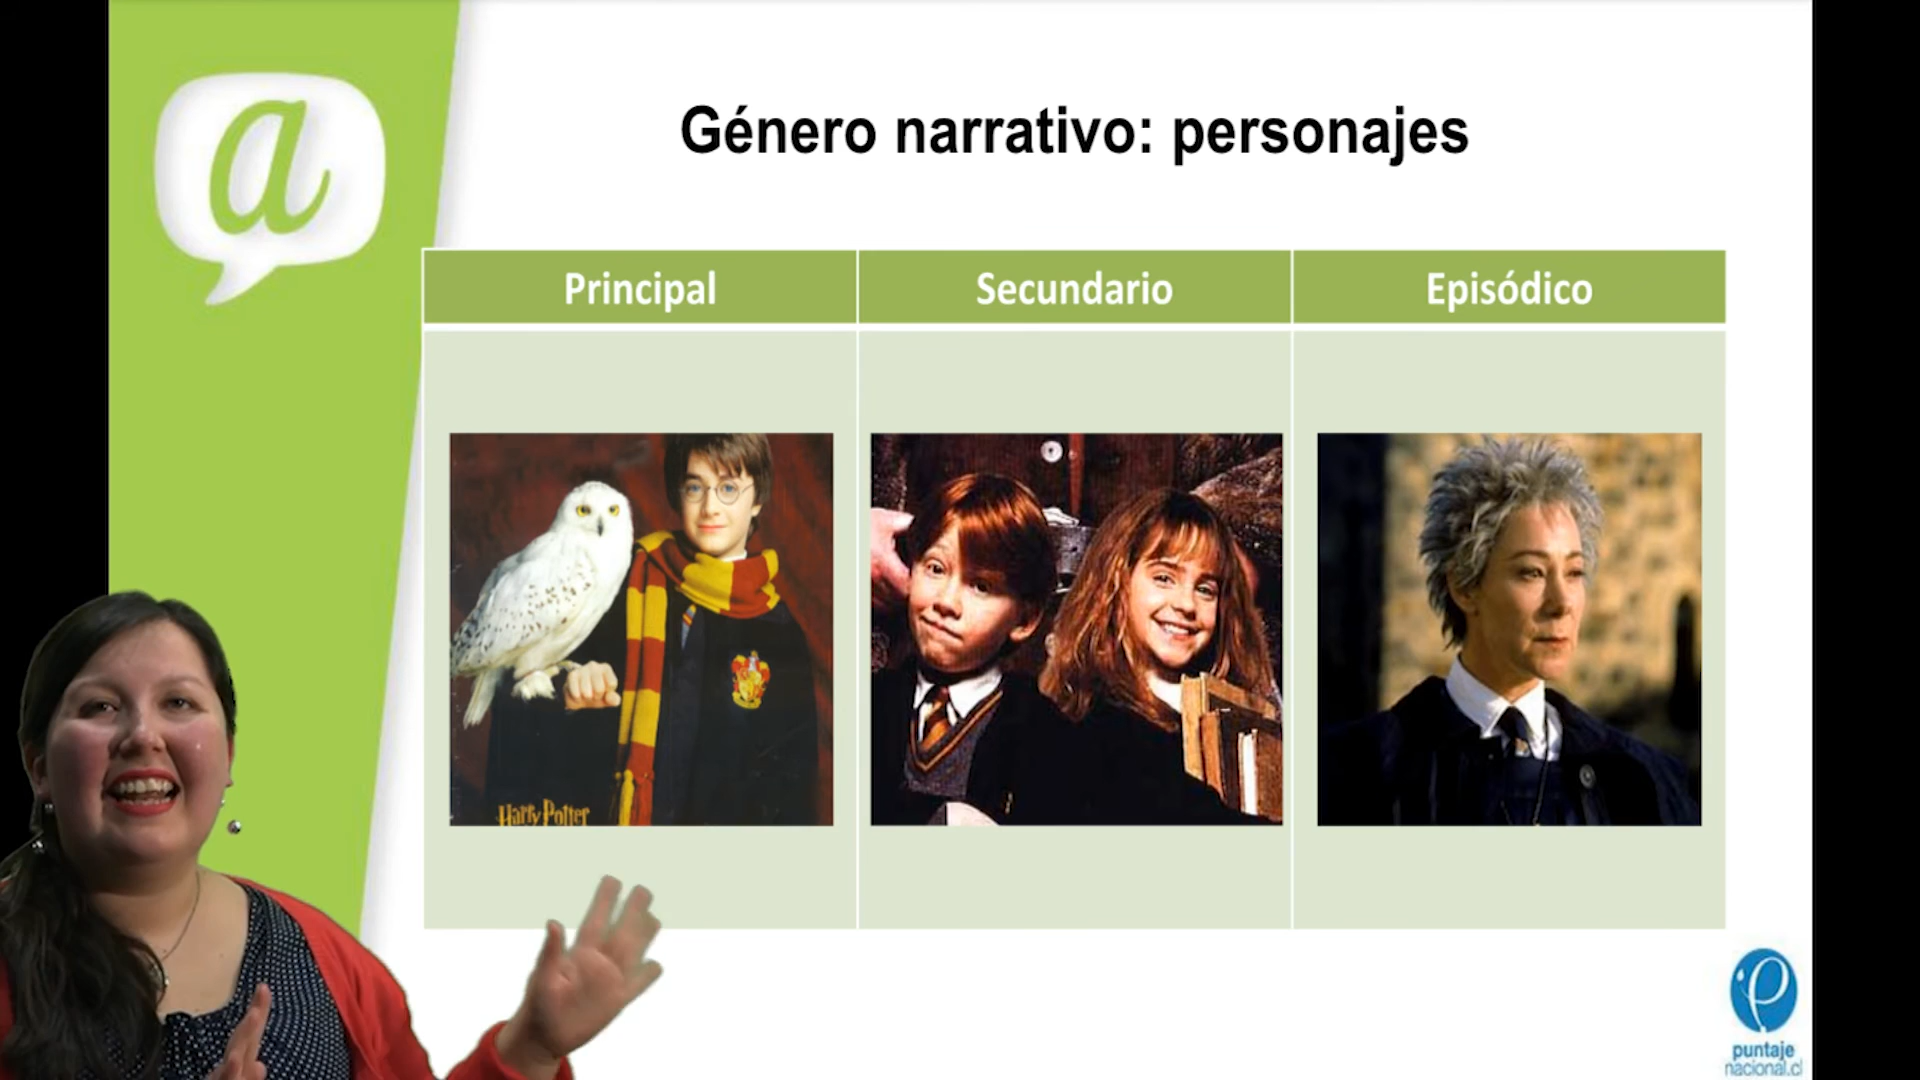 a
Género narrativo: personajes
Principal
Secundario
Episódico
Harry Potter
puntaje
nacional.cl